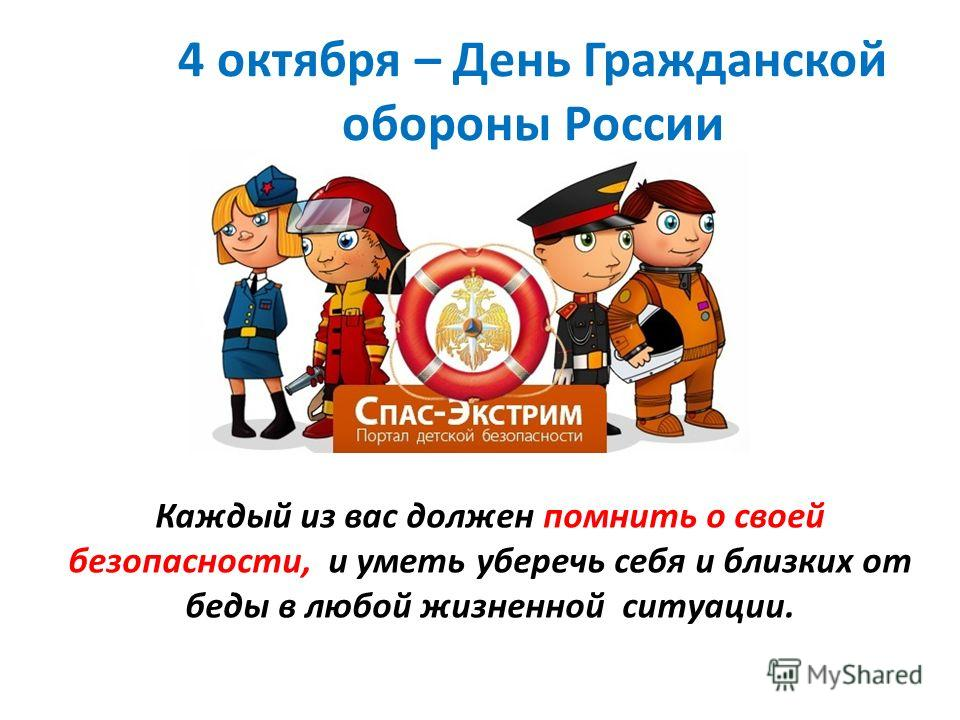 4 октября – День Гражданской
обороны России
Спас-Экстрим
Портал детской безопасности
Каждый из вас должен помнить о своей
безопасности,  и уметь уберечь себя и близких от
беды в любой жизненной  ситуации.
MyShared